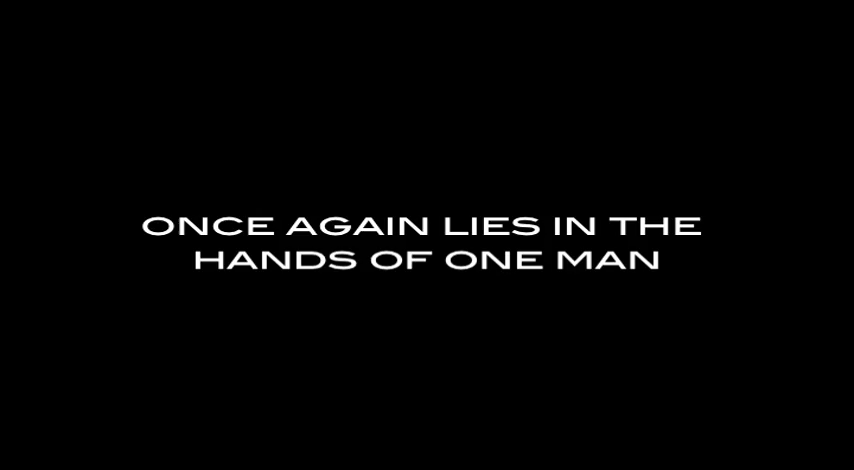 ONCE AGAIN LIES IN THE
HANDS OF ONE MAN